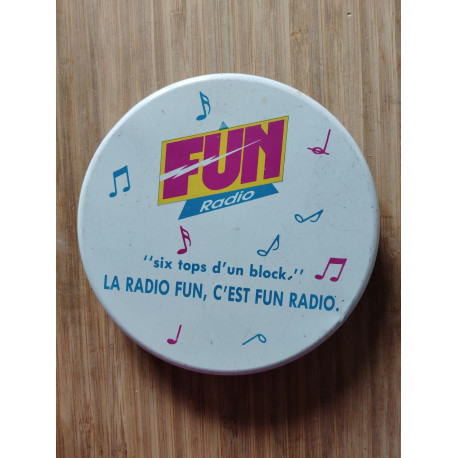 FUN
Radio
"six tops d'un block."
LA RADIO FUN, C'EST FUN RADIO.